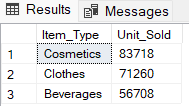 Results Messages
Item_Type Unit_Sold
1 Cosmetics 83718
2 Clothes 71260
3 Beverages 56708